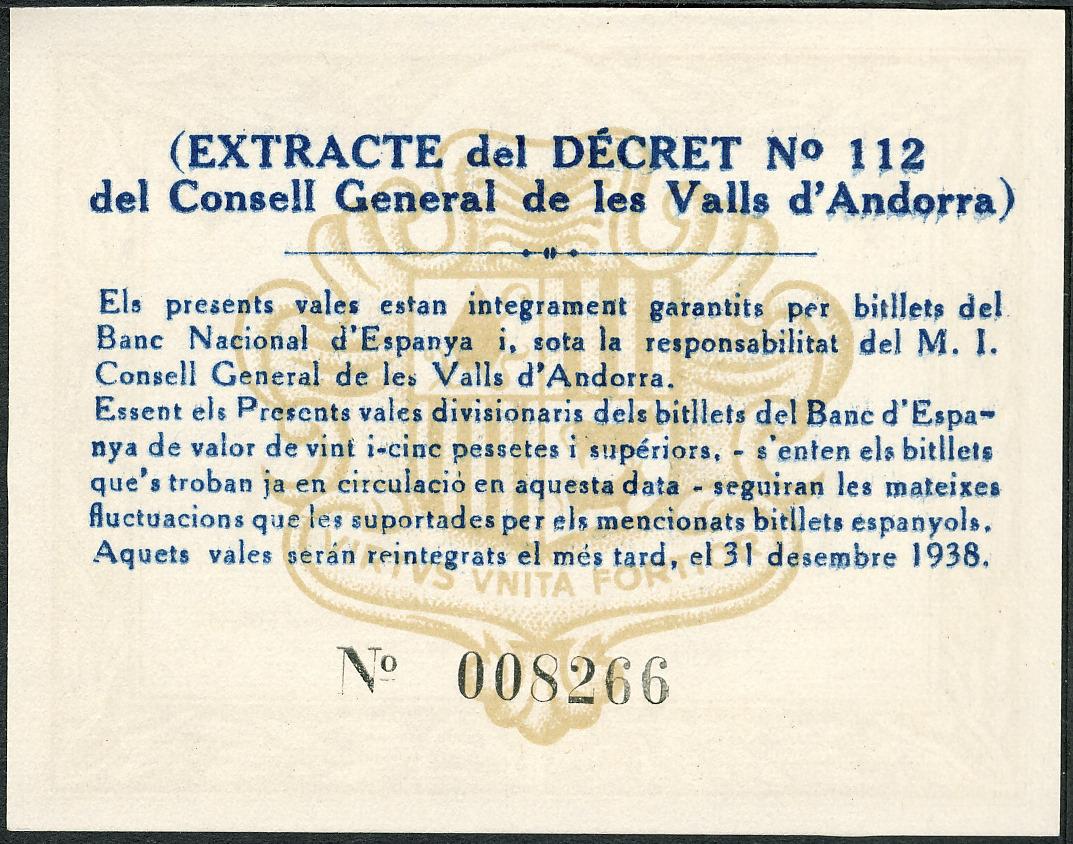 (EXTRACTE del DÉCRET Nº 112
del Consell General de les Valls d'Andorra)
Els presents vales estan integrament garantits per bitllets del
Banc Nacional d'Espanya i, sota la responsabilitat del M. I.
Consell General de les Valls d'Andorra.
Essent els Presents vales divisionaris dels bitllets del Banc d'Espa-
nya de valor de vint i-cinc pessetes i supériors, - s'enten els bitllets
que's troban ja en circulació en aquesta data - seguiran les mateixes
fluctuacions que les suportades per els mencionats bitllets espanyols.
Aquets vales serán reintegrats el més tard, el 31 desembre 1938.
VIRTVS VNITA FORTIOR
Nº 008266